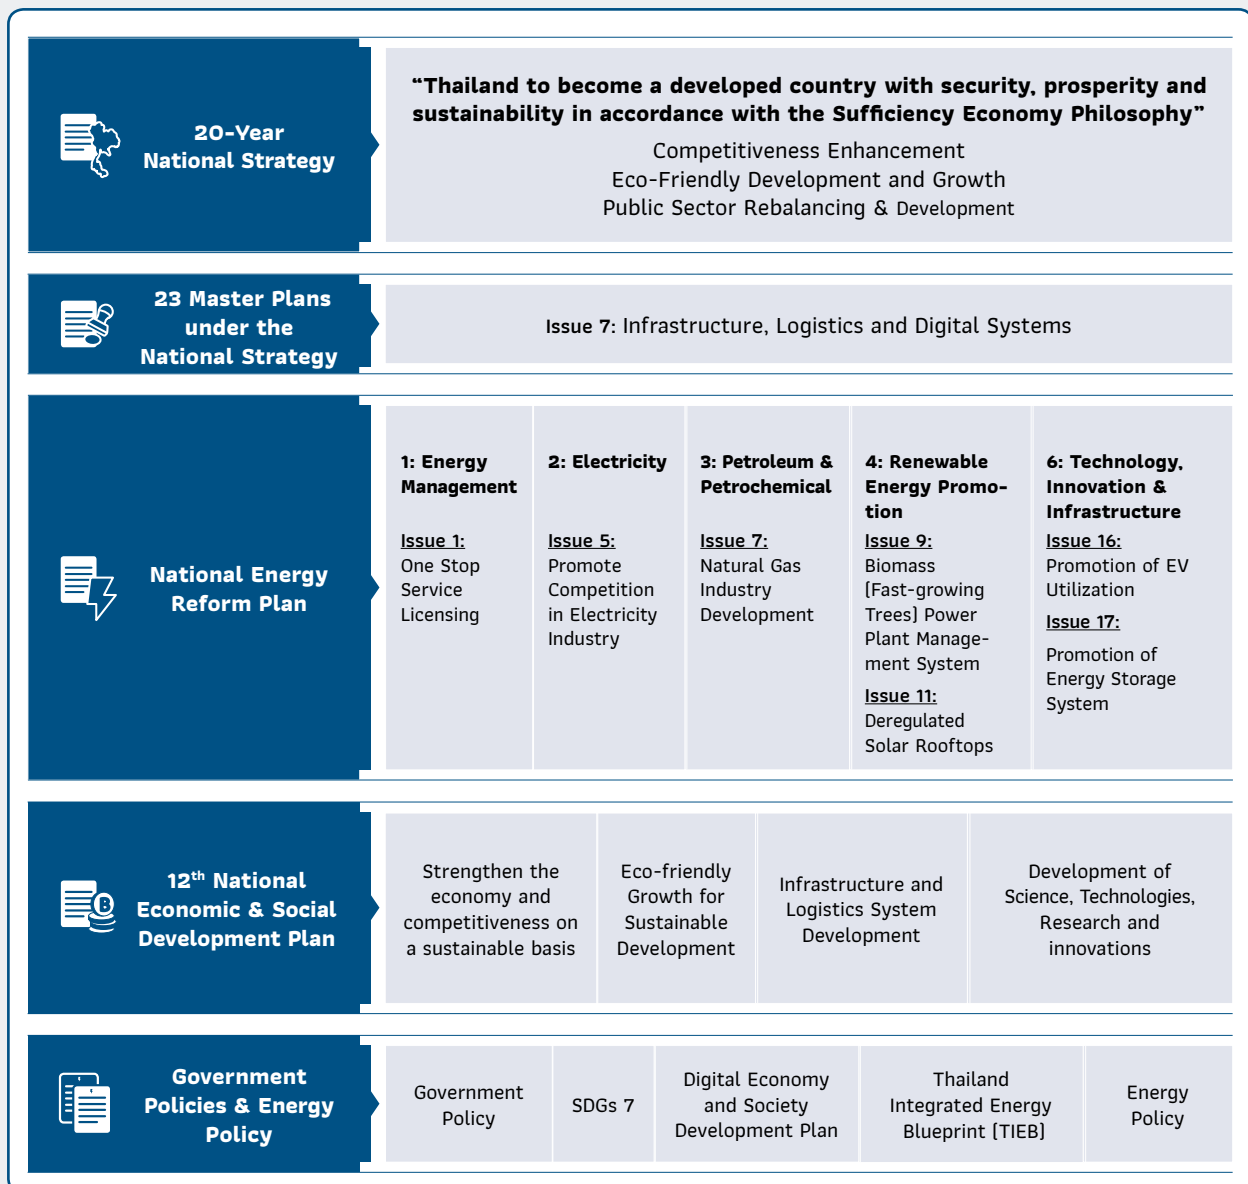 20-Year
National Strategy
“Thailand to become a developed country with security, prosperity and
sustainability in accordance with the Sufficiency Economy Philosophy”
Competitiveness Enhancement
Eco-Friendly Development and Growth
Public Sector Rebalancing & Development
23 Master Plans
under the
National Strategy
Issue 7: Infrastructure, Logistics and Digital Systems
National Energy
Reform Plan
1: Energy
Management
Issue 1:
One Stop
Service
Licensing
2: Electricity
Issue 5:
Promote
Competition
in Electricity
Industry
3: Petroleum &
Petrochemical
Issue 7:
Natural Gas
Industry
Development
4: Renewable
Energy Promo-
tion
Issue 9:
Biomass
(Fast-growing
Trees) Power
Plant Manage-
ment System
Issue 11:
Deregulated
Solar Rooftops
6: Technology,
Innovation &
Infrastructure
Issue 16:
Promotion of EV
Utilization
Issue 17:
Promotion of
Energy Storage
System
12th National
Economic & Social
Development Plan
Strengthen the
economy and
competitiveness on
a sustainable basis
Eco-friendly
Growth for
Sustainable
Development
Infrastructure and
Logistics System
Development
Development of
Science, Technologies,
Research and
innovations
Government
Policies & Energy
Policy
Government
Policy
SDGs 7
Digital Economy
and Society
Development Plan
Thailand
Integrated Energy
Blueprint (TIEB)
Energy
Policy